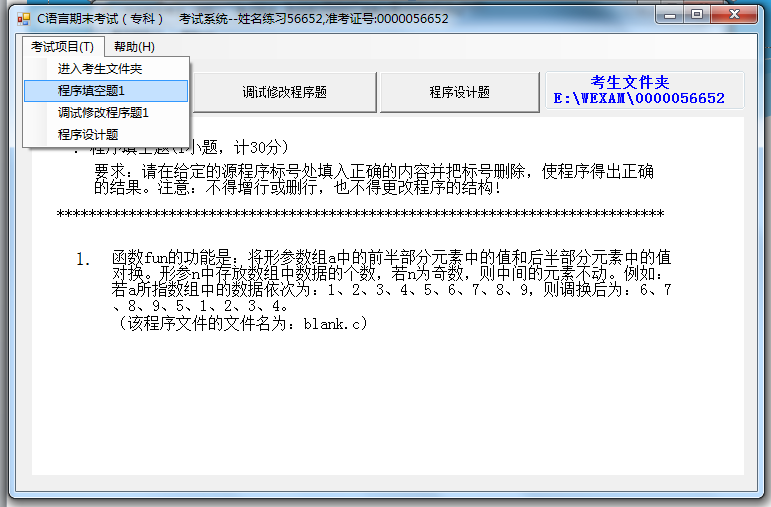 C语言期末考试（专科） 考试系统--姓名练习56652,准考证号:0000056652
考试项目(T) 帮助(H)
进入考生文件夹
程序填空题1
调试修改程序题1
程序设计题
调试修改程序题
程序设计题
考生文件夹
E:\WEXAM\0000056652
程序填空题(1小题，计30分)
要求：请在给定的源程序标号处填入正确的内容并把标号删除，使程序得出正确
的结果。注意：不得增行或删行，也不得更改程序的结构!
****************************************************************************
1. 函数fun的功能是：将形参数组a中的前半部分元素中的值和后半部分元素中的值
对换。形参n中存放数组中数据的个数，若n为奇数，则中间的元素不动。例如：
若a所指数组中的数据依次为：1、2、3、4、5、6、7、8、9，则调换后为：6、7
、8、9、5、1、2、3、4。
（该程序文件的文件名为：blank.c）